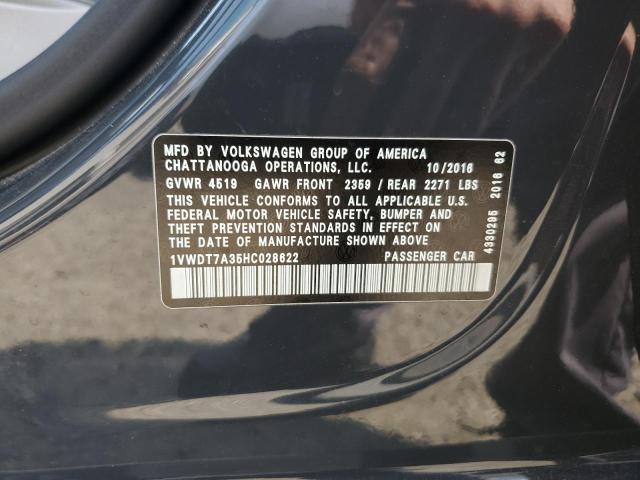 MFD BY VOLKSWAGEN GROUP OF AMERICA
CHATTANOOGA OPERATIONS, LLC. 10/2016
GVWR 4519 GAWR FRONT 2359 / REAR 2271 LBS
THIS VEHICLE CONFORMS TO ALL APPLICABLE U.S.
FEDERAL MOTOR VEHICLE SAFETY, BUMPER AND
THEFT PREVENTION STANDARDS IN EFFECT ON
THE DATE OF MANUFACTURE SHOWN ABOVE
1VWDT7A35HC028622 PASSENGER CAR
4330295 2016 62